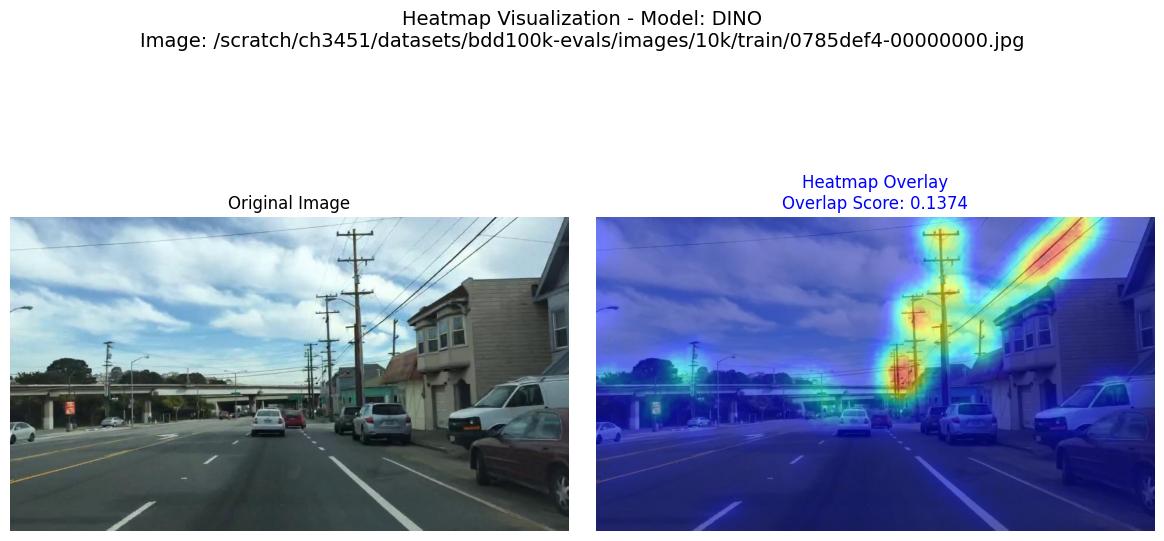 Heatmap Visualization - Model: DINO
Image: /scratch/ch3451/datasets/bdd100k-evals/images/10k/train/0785def4-00000000.jpg
Original Image
Heatmap Overlay
Overlap Score: 0.1374